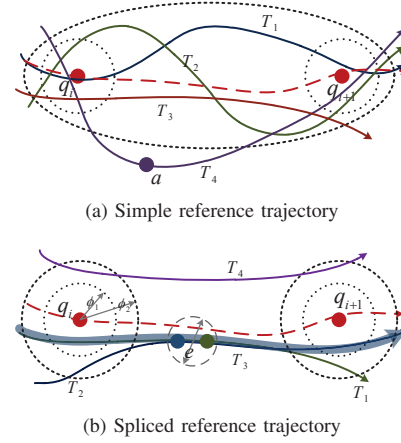 T₁
T₂
qᵢ
qᵢ₊₁
T₃
a
T₄
(a) Simple reference trajectory
T₄
qᵢ ϕ₁ ϕ₂ qᵢ₊₁
e
T₃
T₂ T₁
(b) Spliced reference trajectory